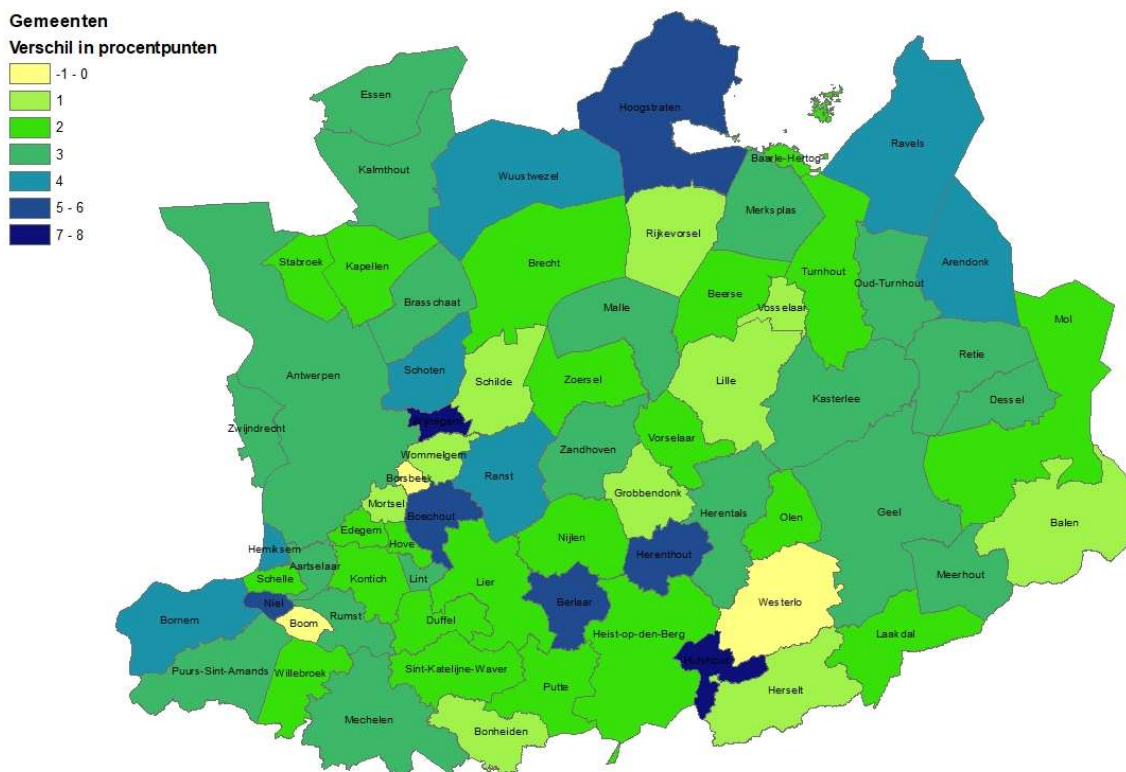 Gemeenten
Verschil in procentpunten
-1 - 0
1
2
3
4
5 - 6
7 - 8
Essen
Hoogstraten
Ravels
Baarle-Hertog
Kalmthout
Wuustwezel
Merksplas
Rijkevorsel
Stabroek
Kapellen
Brecht
Turnhout
Oud-Turnhout
Arendonk
Brasschaat
Malle
Beerse
Vosselaar
Mol
Antwerpen
Schoten
Schilde
Zoersel
Lille
Retie
Kasterlee
Dessel
Zwijndrecht
Vorselaar
Wommelgem
Zandhoven
Borsbeek
Ranst
Mortsel
Grobbendonk
Herentals
Olen
Geel
Balen
Boechout
Edegem
Hove
Nijlen
Hemiksem
Aartselaar
Herenthout
Schelle
Kontich
Lint
Lier
Meerhout
Niel
Berlaar
Westerlo
Bornem
Boom
Rumst
Duffel
Heist-op-den-Berg
Laakdal
Puurs-Sint-Amands
Willebroek
Sint-Katelijne-Waver
Hulshout
Putte
Herselt
Mechelen
Bonheiden